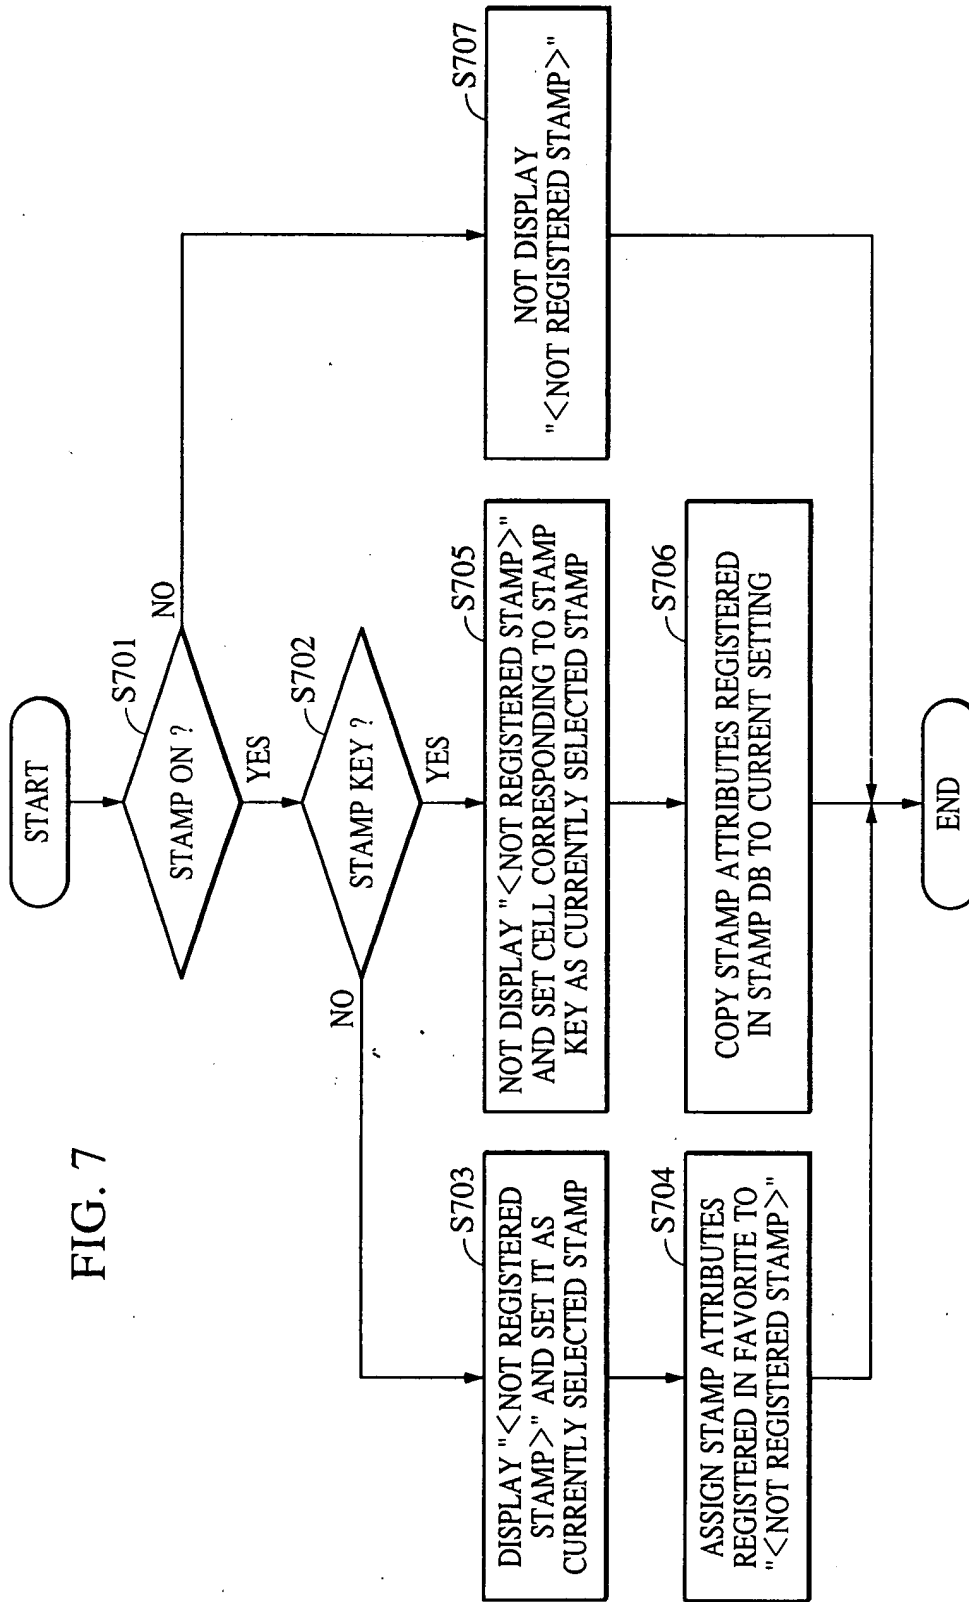 FIG. 7
START
S701
STAMP ON ?
NO
YES
S702
STAMP KEY ?
NO
YES
S703
DISPLAY "<NOT REGISTERED
STAMP>" AND SET IT AS
CURRENTLY SELECTED STAMP
S704
ASSIGN STAMP ATTRIBUTES
REGISTERED IN FAVORITE TO
"<NOT REGISTERED STAMP>"
S705
NOT DISPLAY "<NOT REGISTERED STAMP>"
AND SET CELL CORRESPONDING TO STAMP
KEY AS CURRENTLY SELECTED STAMP
S706
COPY STAMP ATTRIBUTES REGISTERED
IN STAMP DB TO CURRENT SETTING
S707
NOT DISPLAY
"<NOT REGISTERED STAMP>"
END